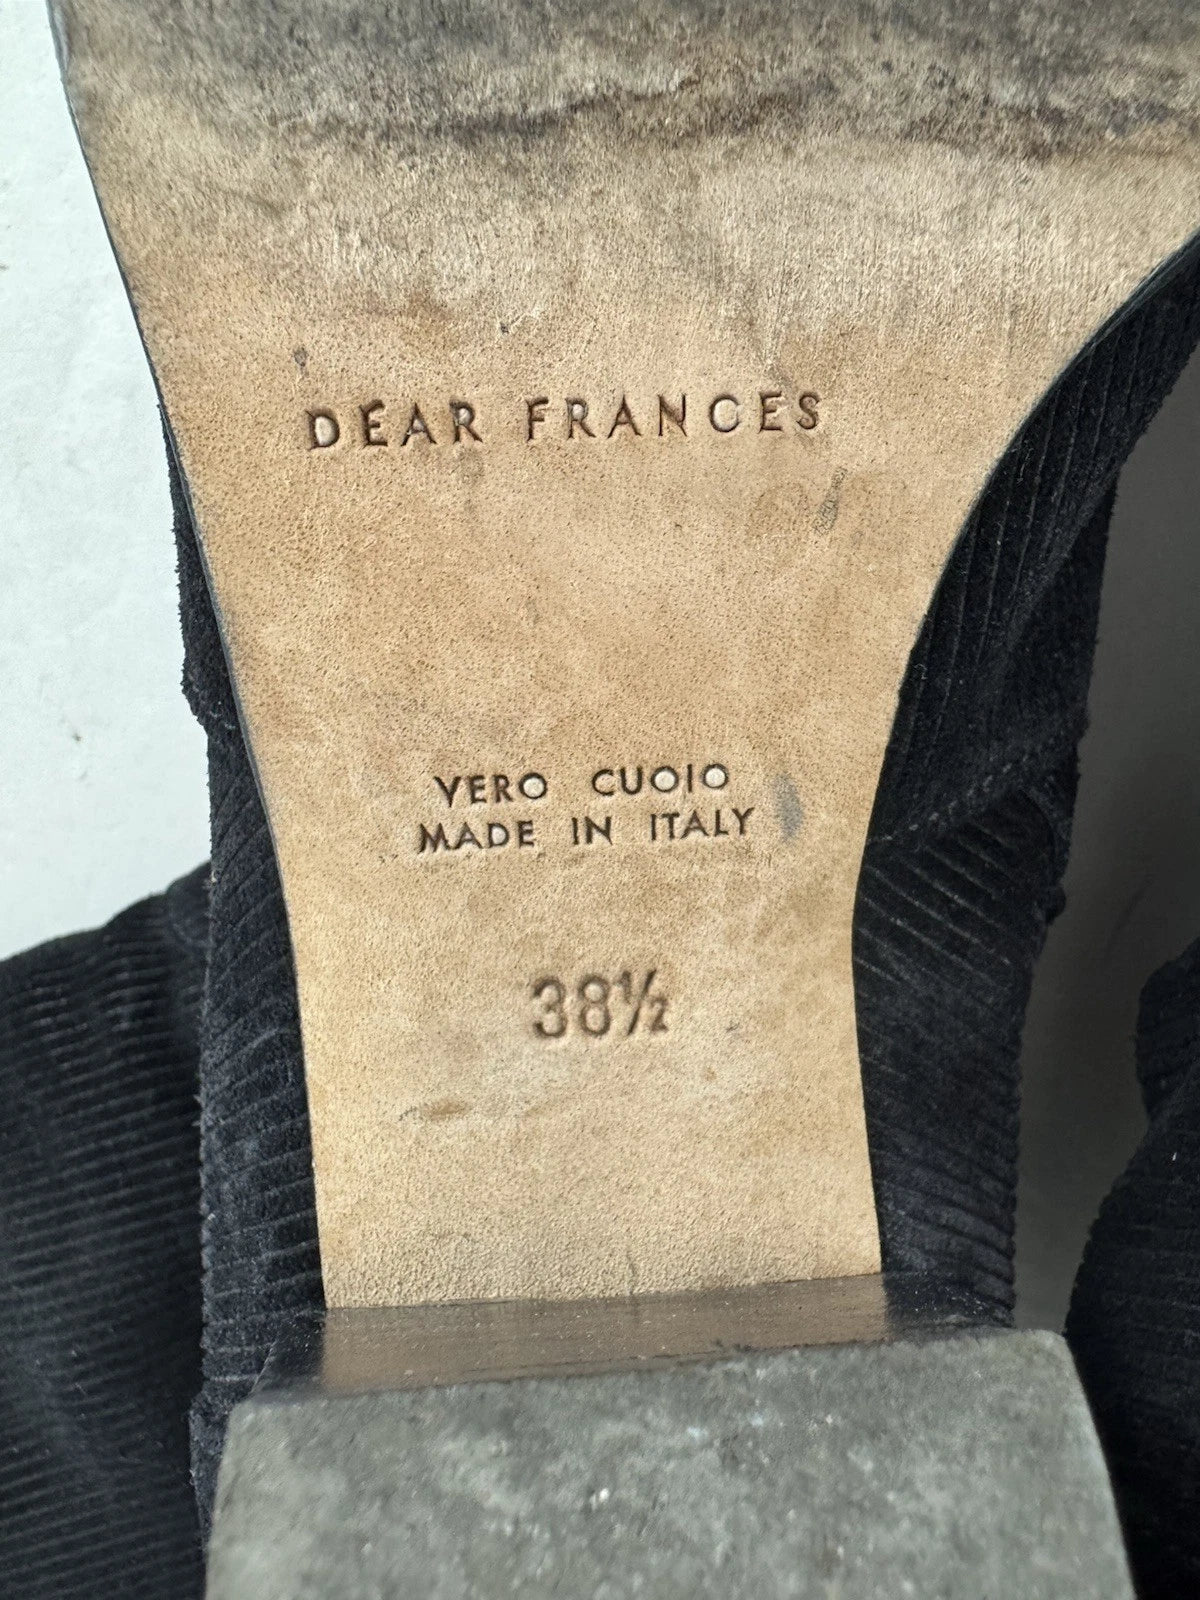 DEAR FRANCES
VERO CUOIO
MADE IN ITALY
38½